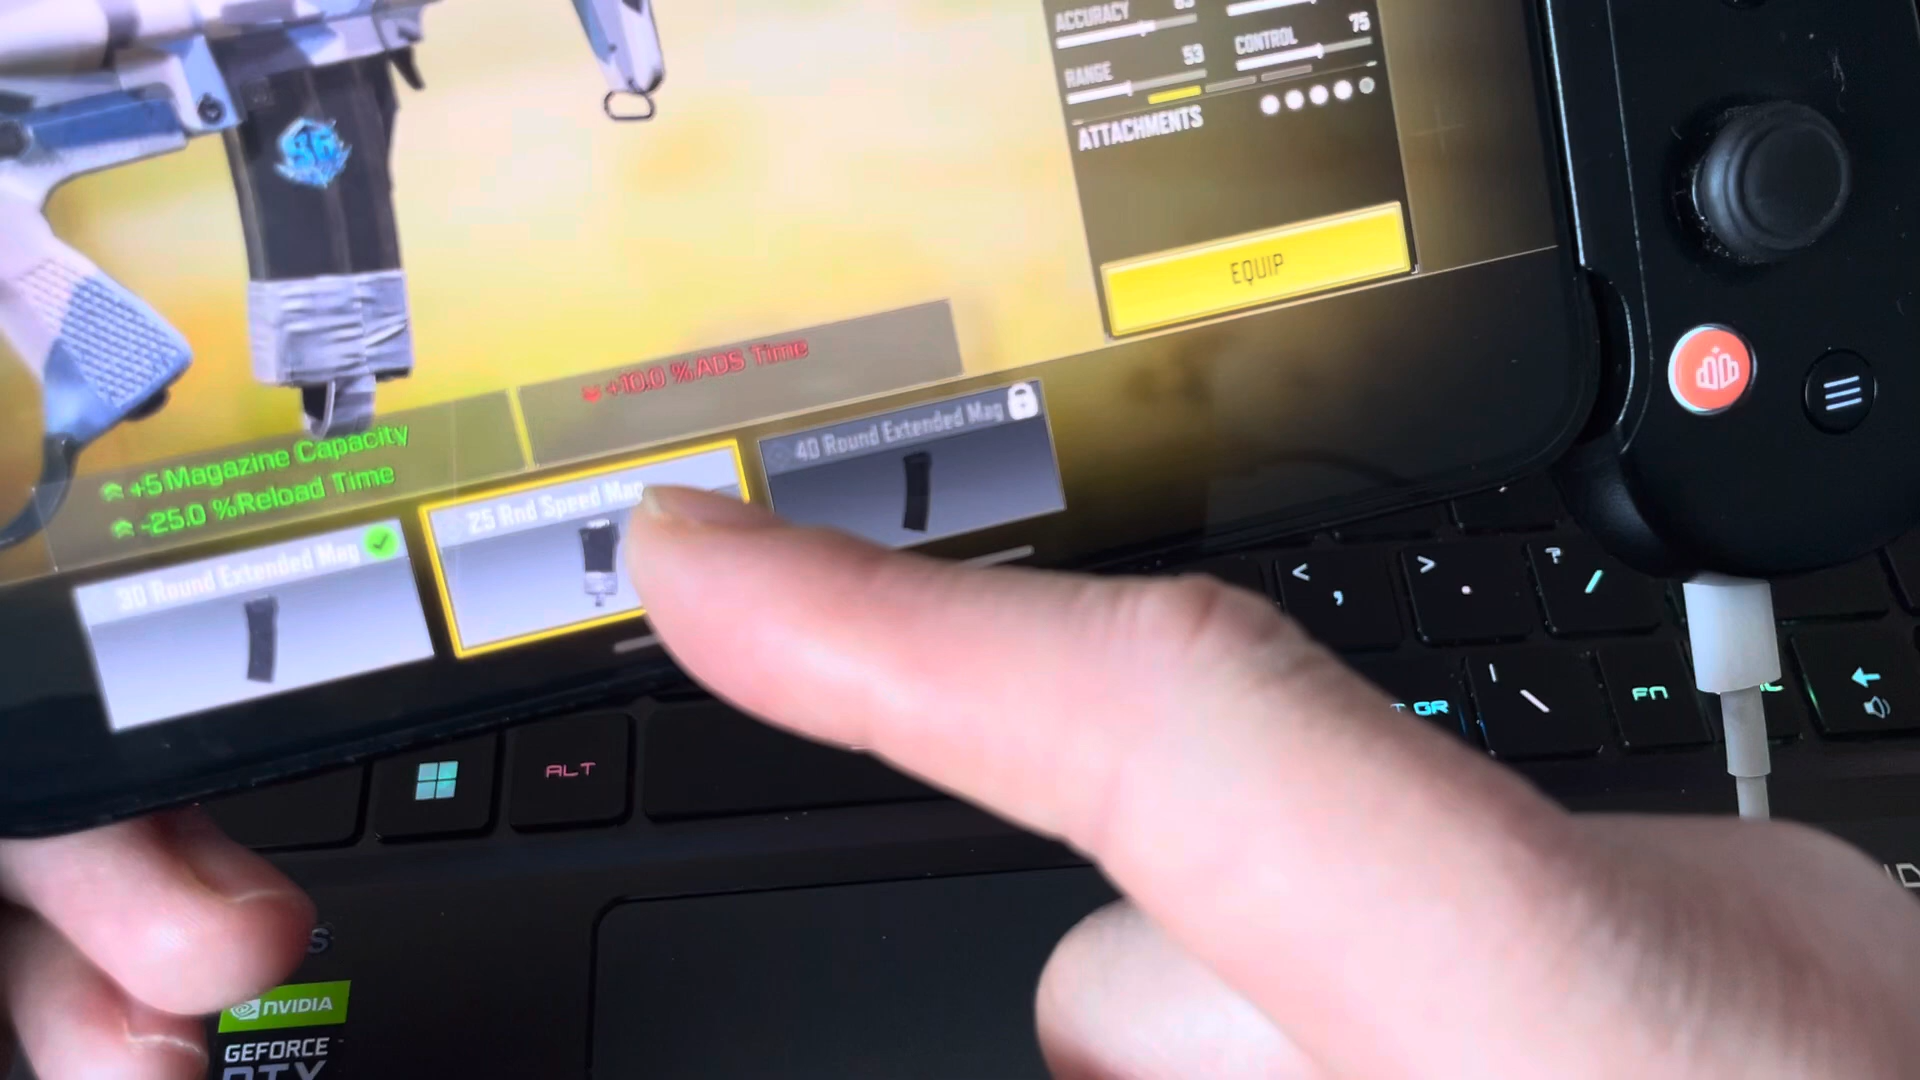 ACCURACY
75
CONTROL
53
RANGE
ATTACHMENTS
EQUIP
+10.0 %ADS Time
+5 Magazine Capacity
-25.0 %Reload Time
40 Round Extended Mag
25 Rnd Speed Mag
30 Round Extended Mag
< ,
> .
? /
GR
\
FN
ALT
S
NVIDIA
GEFORCE
RTX